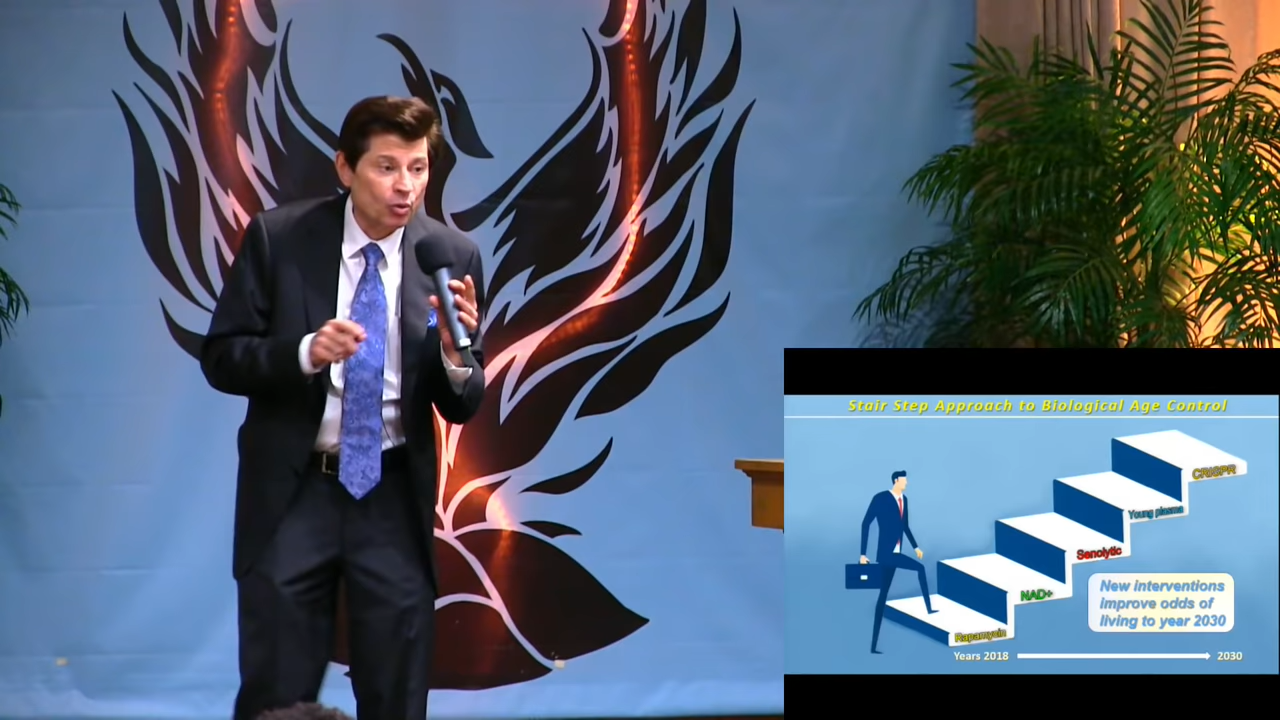 Stair Step Approach to Biological Age Control
CRISPR
Young plasma
Senolytic
NAD+
Rapamycin
New interventions
improve odds of
living to year 2030
Years 2018
2030